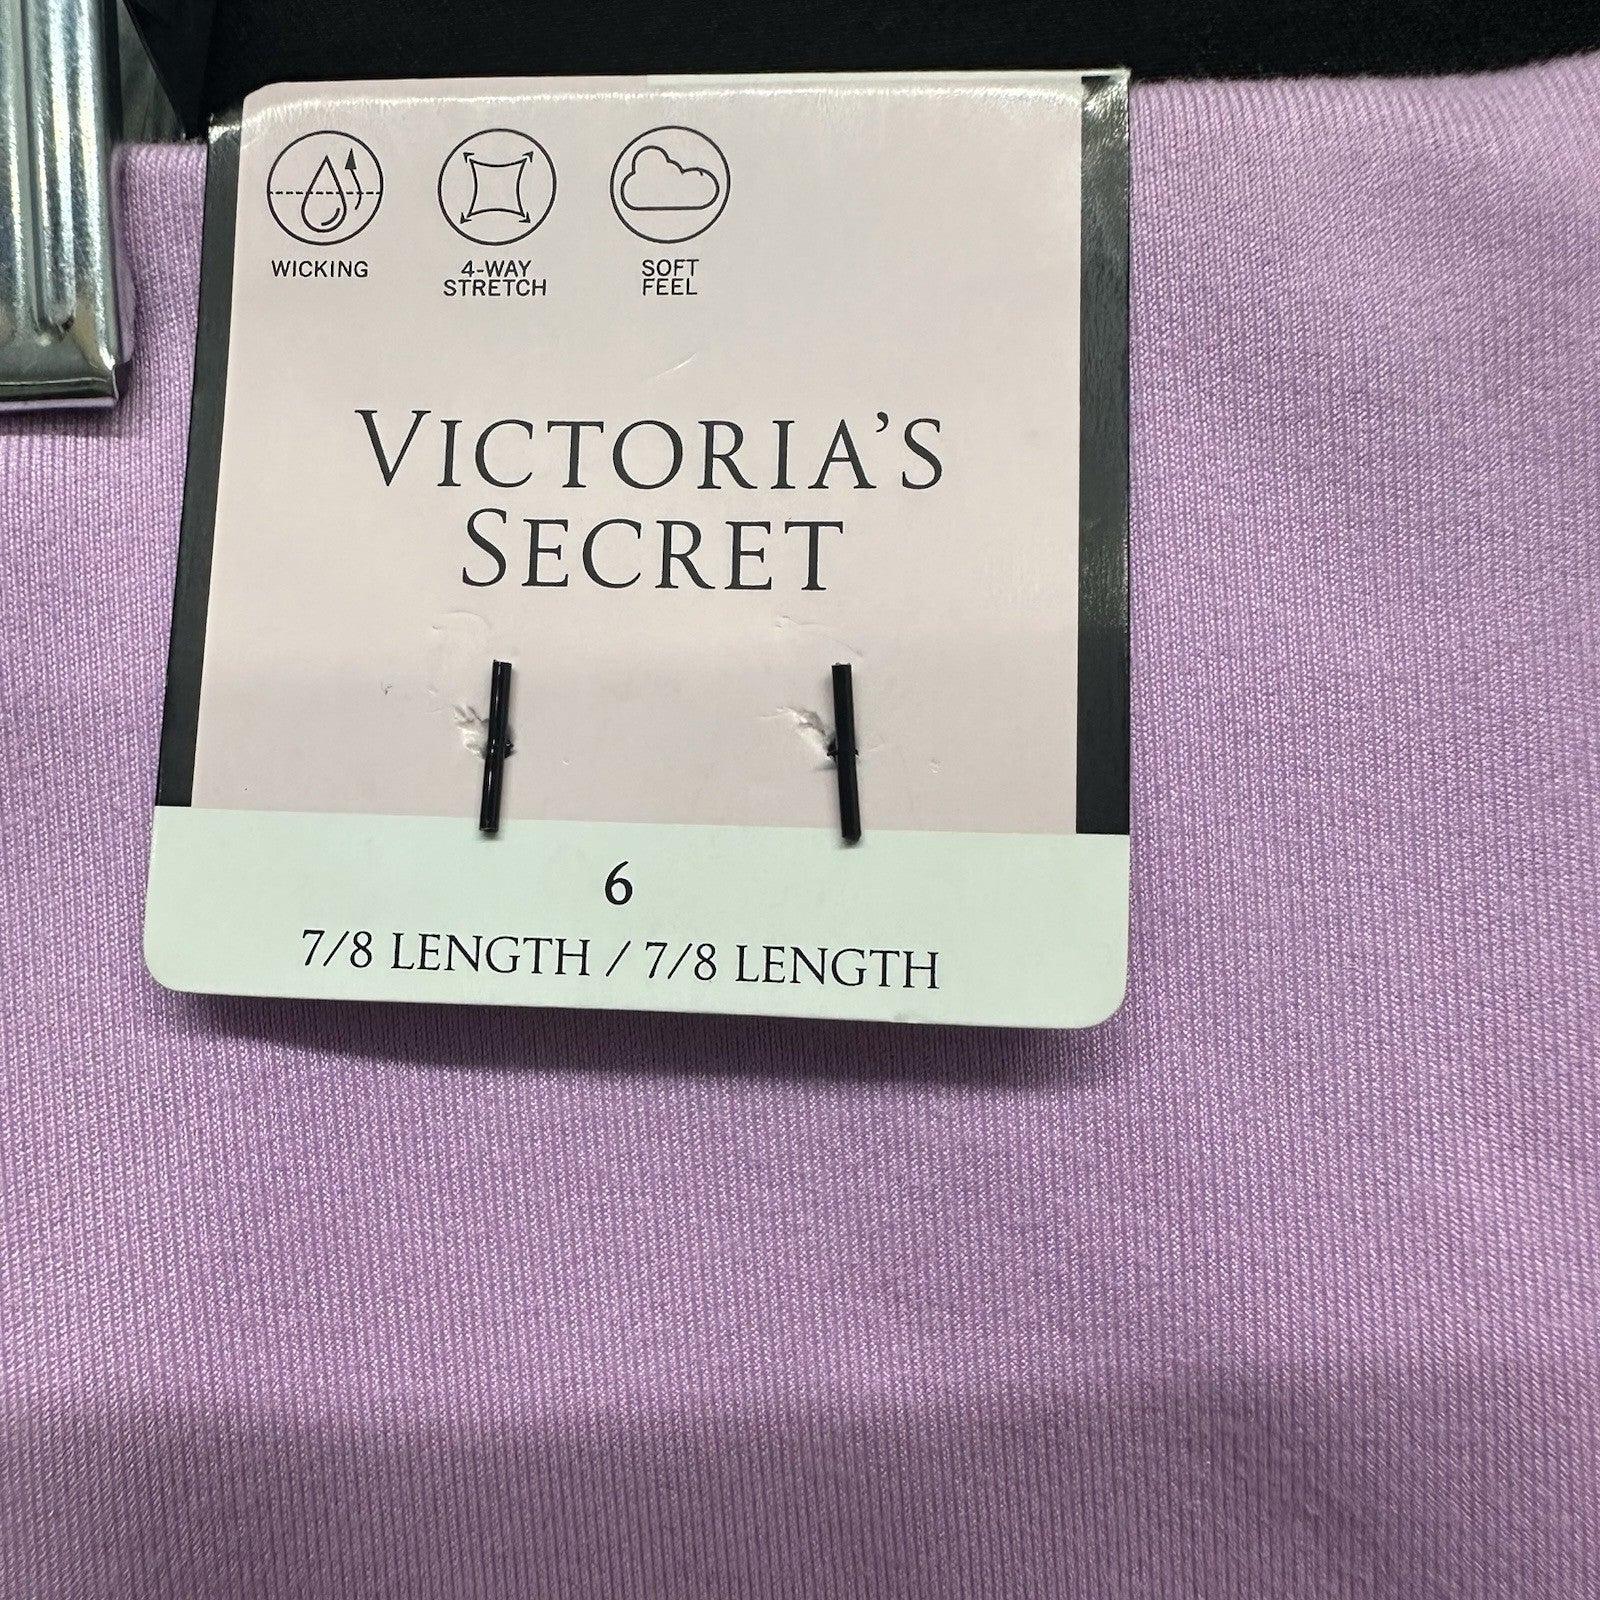 WICKING
4-WAY
STRETCH
SOFT
FEEL
VICTORIA'S
SECRET
6
7/8 LENGTH / 7/8 LENGTH